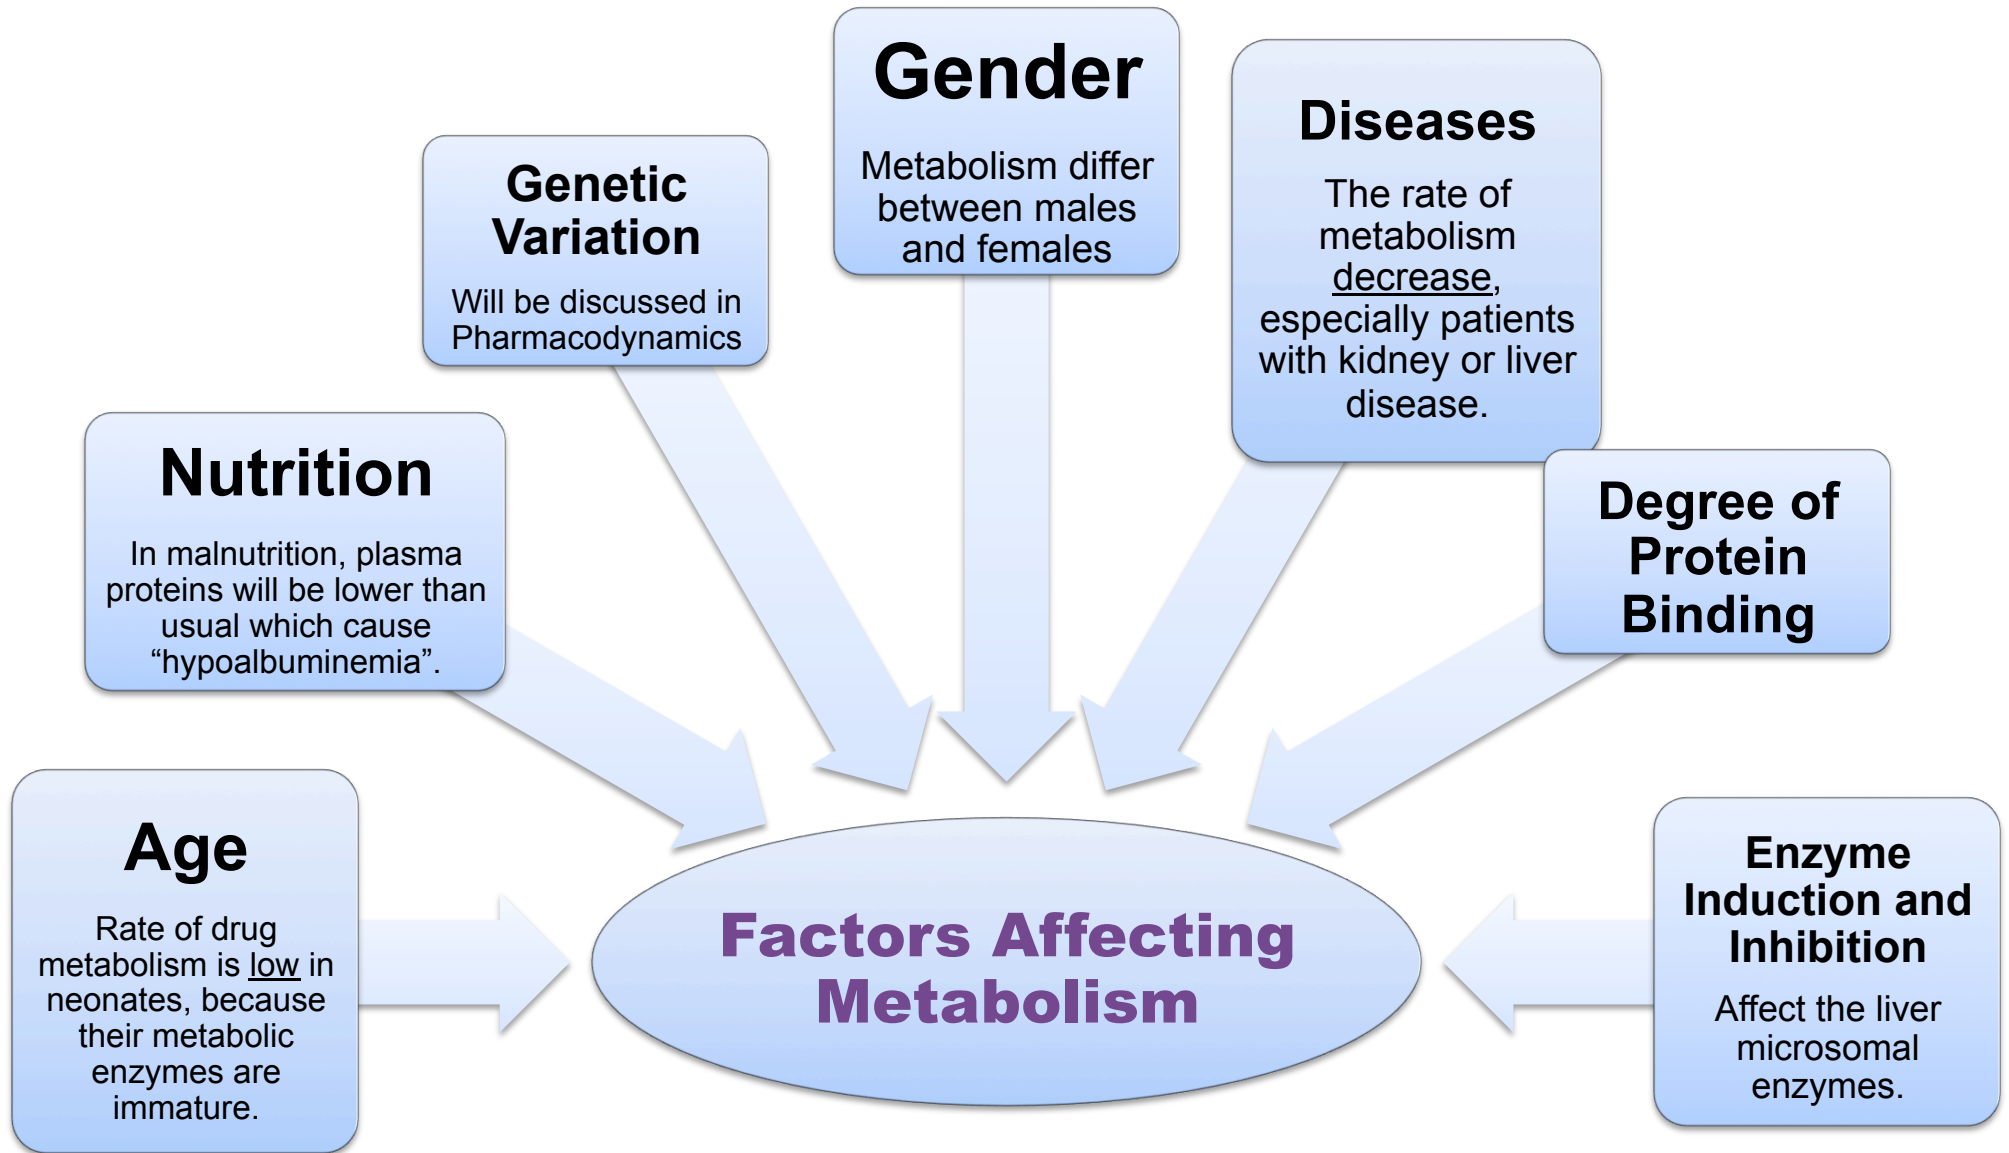 Gender
Metabolism differ
between males
and females
Diseases
The rate of
metabolism
decrease,
especially patients
with kidney or liver
disease.
Genetic
Variation
Will be discussed in
Pharmacodynamics
Nutrition
In malnutrition, plasma
proteins will be lower than
usual which cause
“hypoalbuminemia”.
Degree of
Protein
Binding
Age
Rate of drug
metabolism is low in
neonates, because
their metabolic
enzymes are
immature.
Factors Affecting
Metabolism
Enzyme
Induction and
Inhibition
Affect the liver
microsomal
enzymes.